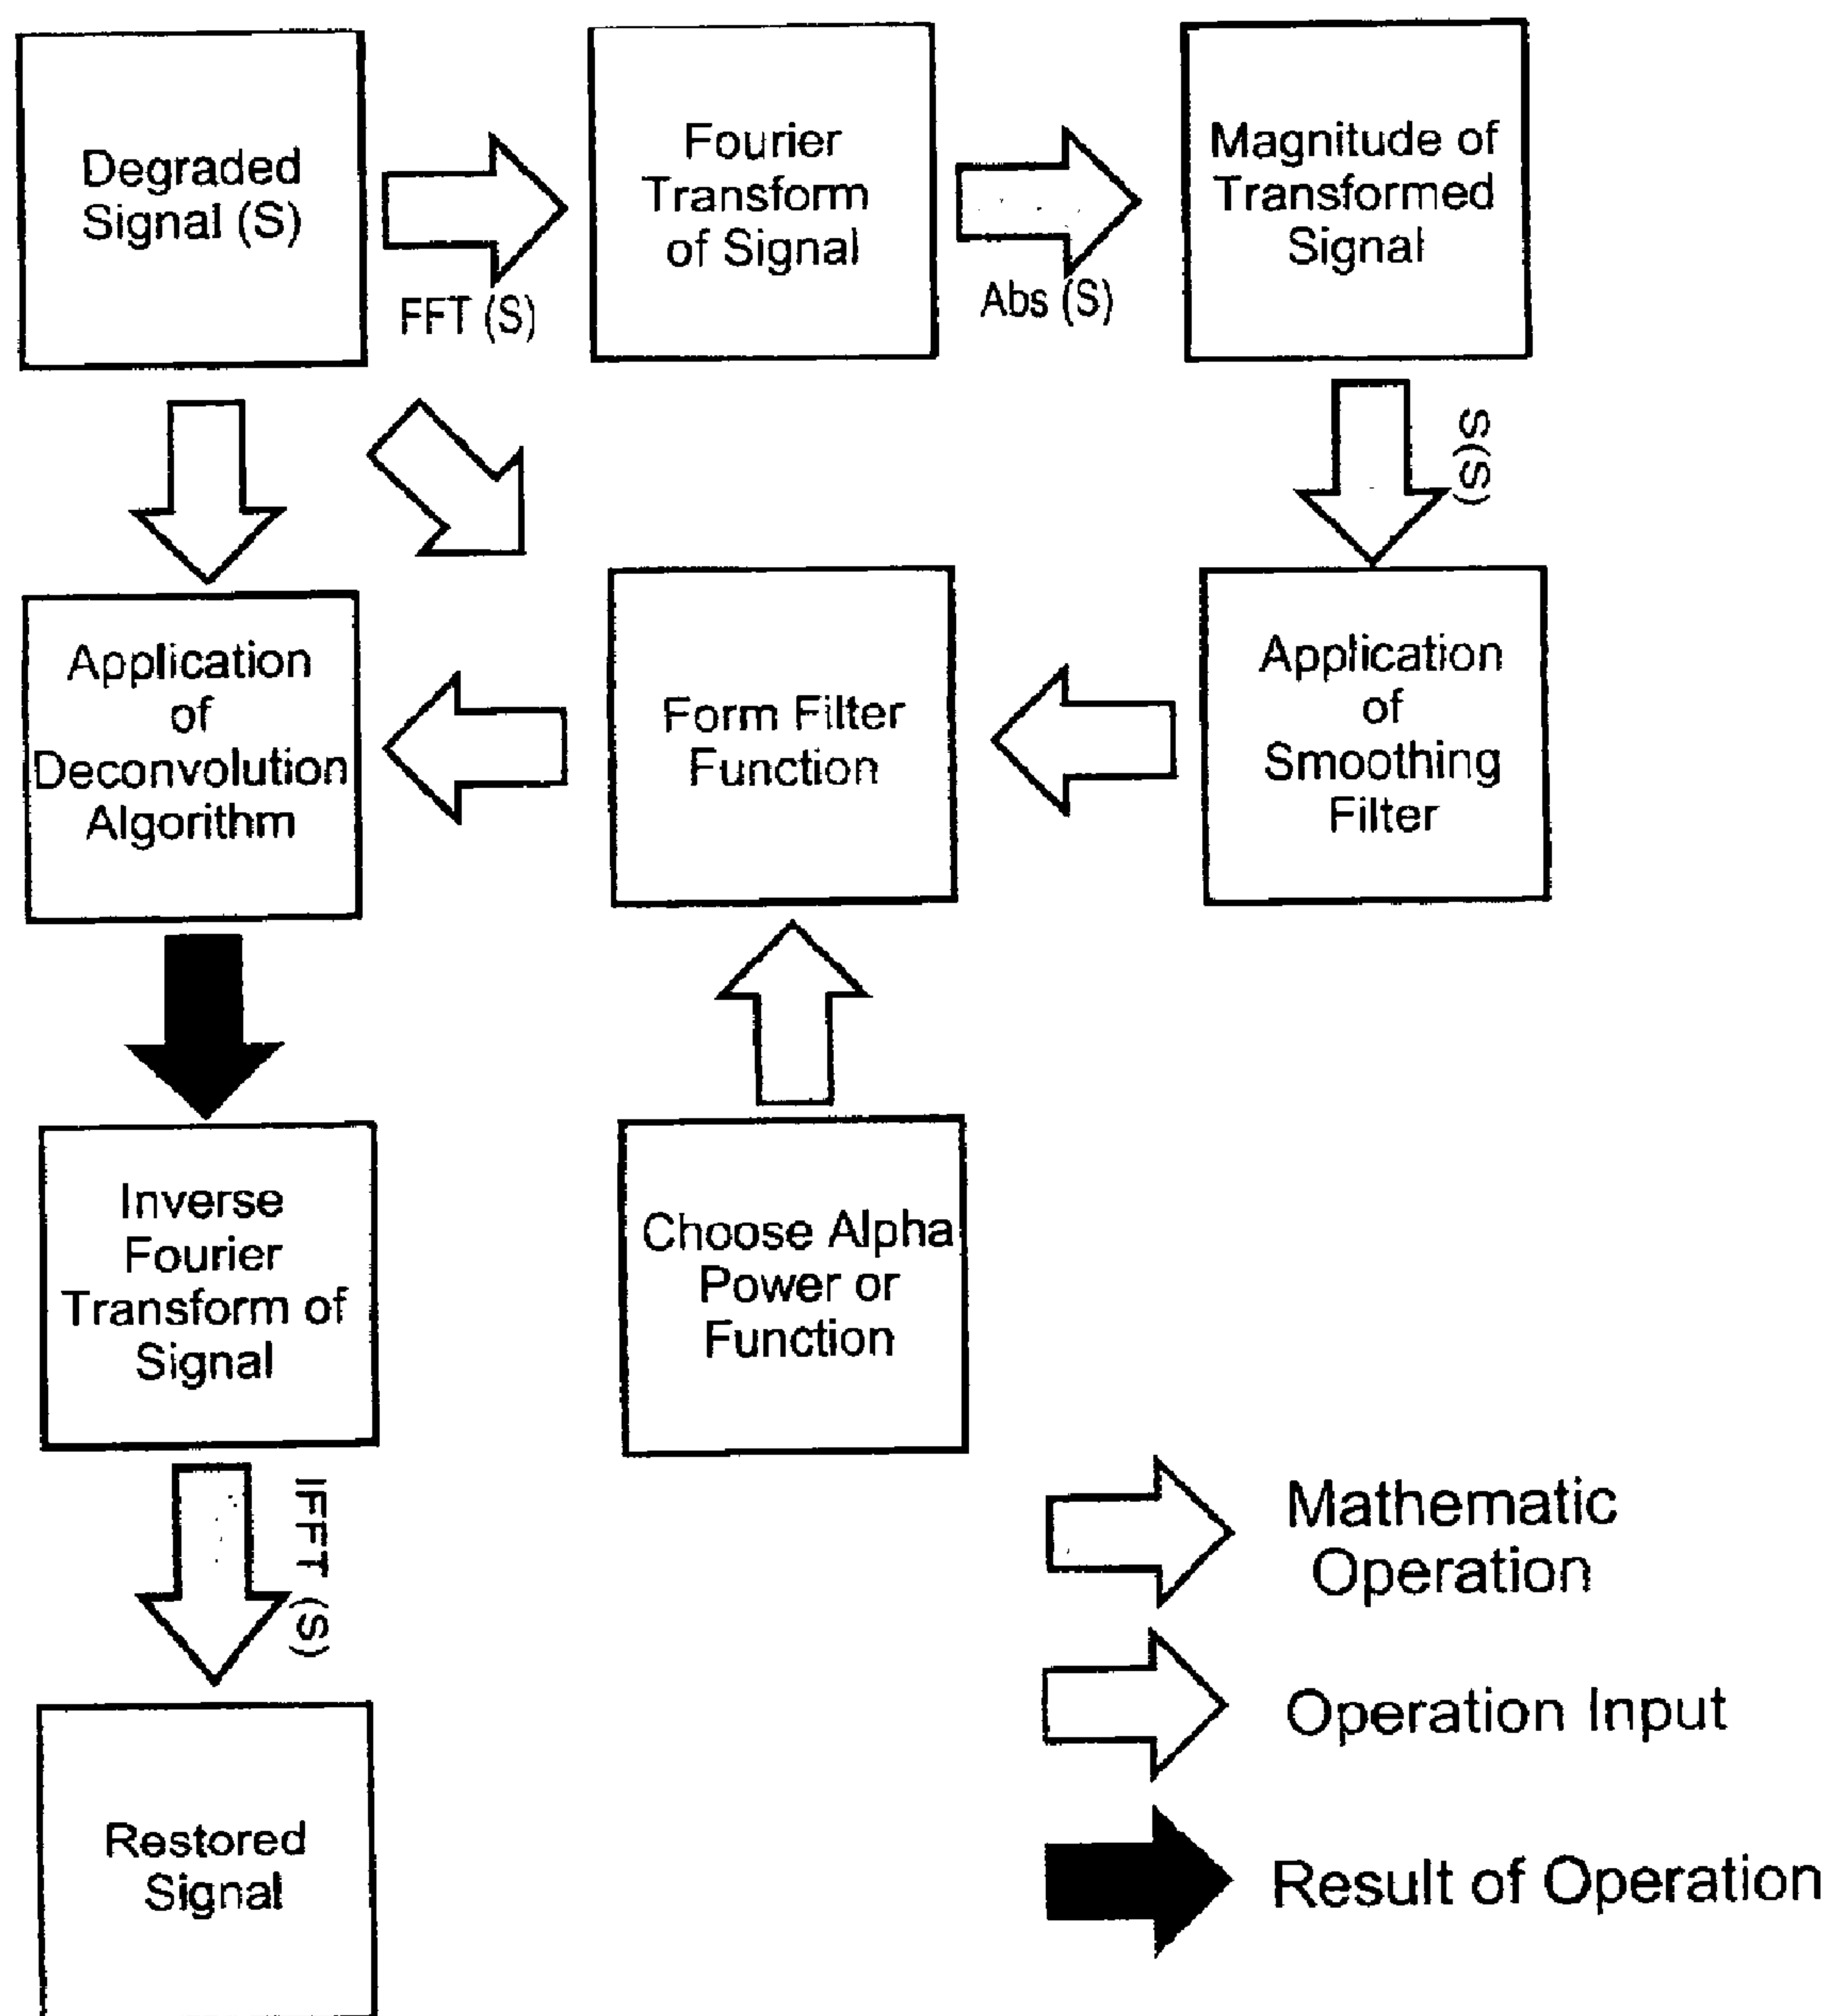 Degraded
Signal (S)
FFT (S)
Fourier
Transform
of Signal
Abs (S)
Magnitude of
Transformed
Signal
S(S)
Application
of
Deconvolution
Algorithm
Form Filter
Function
Application
of
Smoothing
Filter
Inverse
Fourier
Transform of
Signal
Choose Alpha
Power or
Function
IFFT (S)
Restored
Signal
Mathematic
Operation
Operation Input
Result of Operation